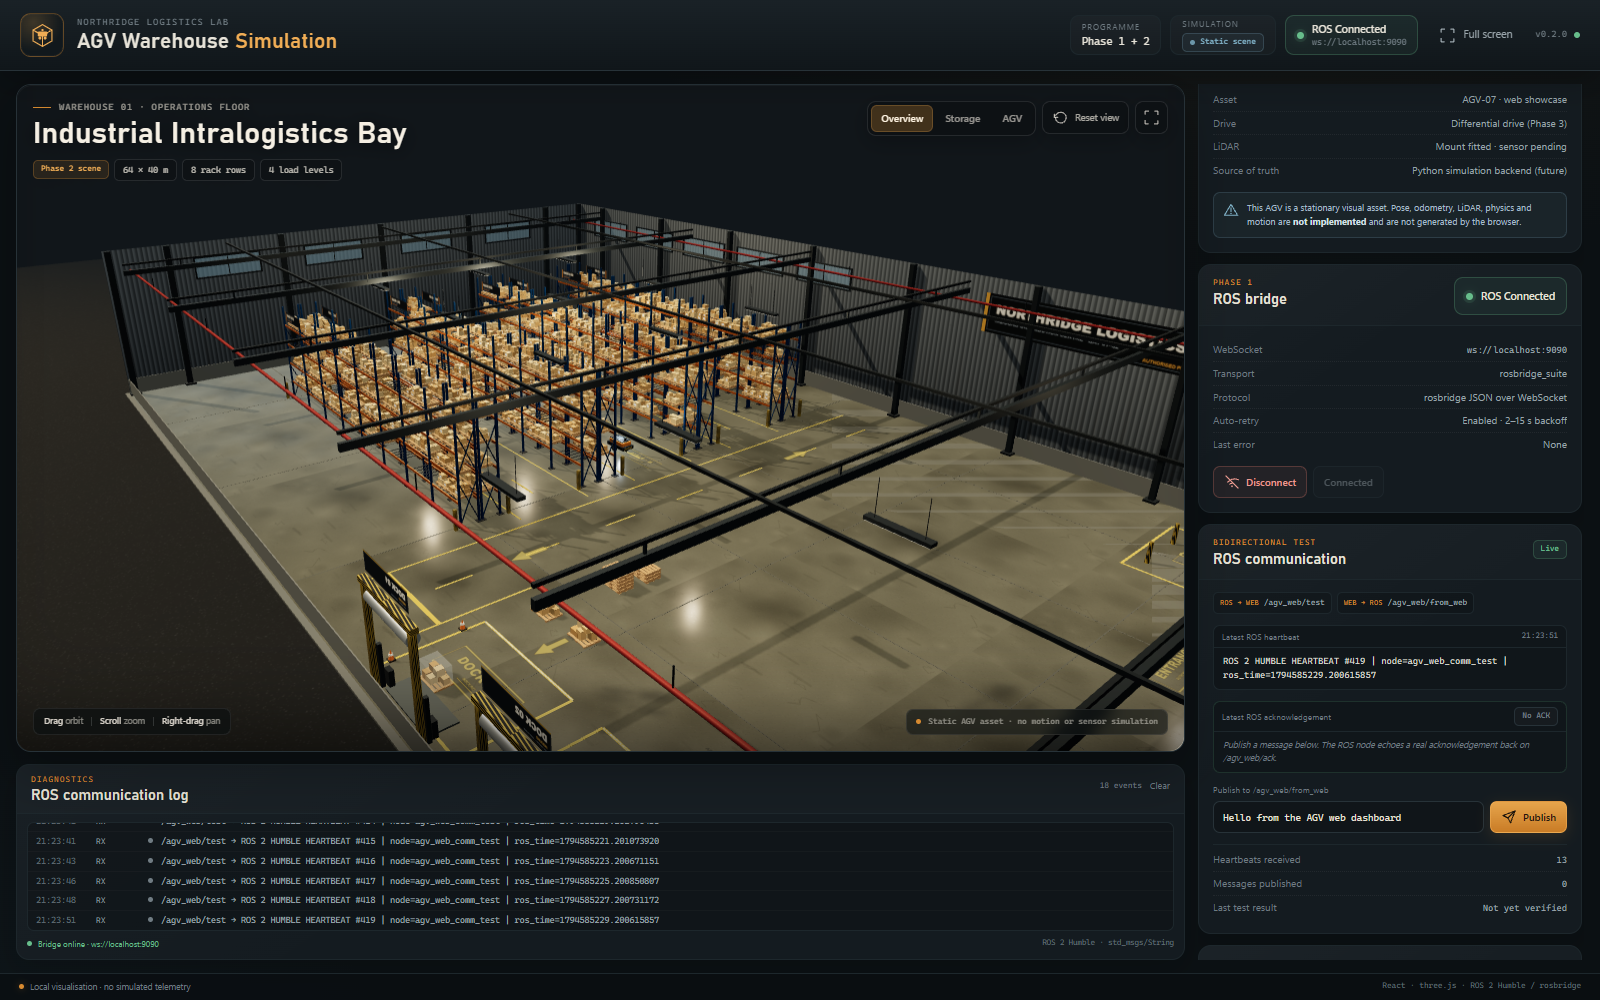 NORTHRIDGE LOGISTICS LAB
AGV Warehouse Simulation
PROGRAMME
Phase 1 + 2
SIMULATION
Static scene
ROS Connected
ws://localhost:9090
Full screen
v0.2.0
WAREHOUSE 01 · OPERATIONS FLOOR
Industrial Intralogistics Bay
Phase 2 scene
64 × 40 m
8 rack rows
4 load levels
Overview
Storage
AGV
Reset view
NORTHRIDGE LOGISTICS
DOCK
Drag orbit
Scroll zoom
Right-drag pan
Static AGV asset · no motion or sensor simulation
DIAGNOSTICS
ROS communication log
18 events
Clear
21:23:41 RX /agv_web/test → ROS 2 HUMBLE HEARTBEAT #415 | node=agv_web_comm_test | ros_time=1794585221.201073920
21:23:43 RX /agv_web/test → ROS 2 HUMBLE HEARTBEAT #416 | node=agv_web_comm_test | ros_time=1794585223.200671151
21:23:46 RX /agv_web/test → ROS 2 HUMBLE HEARTBEAT #417 | node=agv_web_comm_test | ros_time=1794585225.200850807
21:23:48 RX /agv_web/test → ROS 2 HUMBLE HEARTBEAT #418 | node=agv_web_comm_test | ros_time=1794585227.200731172
21:23:51 RX /agv_web/test → ROS 2 HUMBLE HEARTBEAT #419 | node=agv_web_comm_test | ros_time=1794585229.200615857
Bridge online · ws://localhost:9090
ROS 2 Humble · std_msgs/String
Asset AGV-07 · web showcase
Drive Differential drive (Phase 3)
LiDAR Mount fitted · sensor pending
Source of truth Python simulation backend (future)
This AGV is a stationary visual asset. Pose, odometry, LiDAR, physics and
motion are not implemented and are not generated by the browser.
PHASE 1
ROS bridge
ROS Connected
WebSocket ws://localhost:9090
Transport rosbridge_suite
Protocol rosbridge JSON over WebSocket
Auto-retry Enabled · 2–15 s backoff
Last error None
Disconnect
Connected
BIDIRECTIONAL TEST
ROS communication
Live
ROS → WEB /agv_web/test
WEB → ROS /agv_web/from_web
Latest ROS heartbeat 21:23:51
ROS 2 HUMBLE HEARTBEAT #419 | node=agv_web_comm_test |
ros_time=1794585229.200615857
Latest ROS acknowledgement No ACK
Publish a message below. The ROS node echoes a real acknowledgement back on
/agv_web/ack.
Publish to /agv_web/from_web
Hello from the AGV web dashboard
Publish
Heartbeats received 13
Messages published 0
Last test result Not yet verified
Local visualisation · no simulated telemetry
React · three.js · ROS 2 Humble / rosbridge